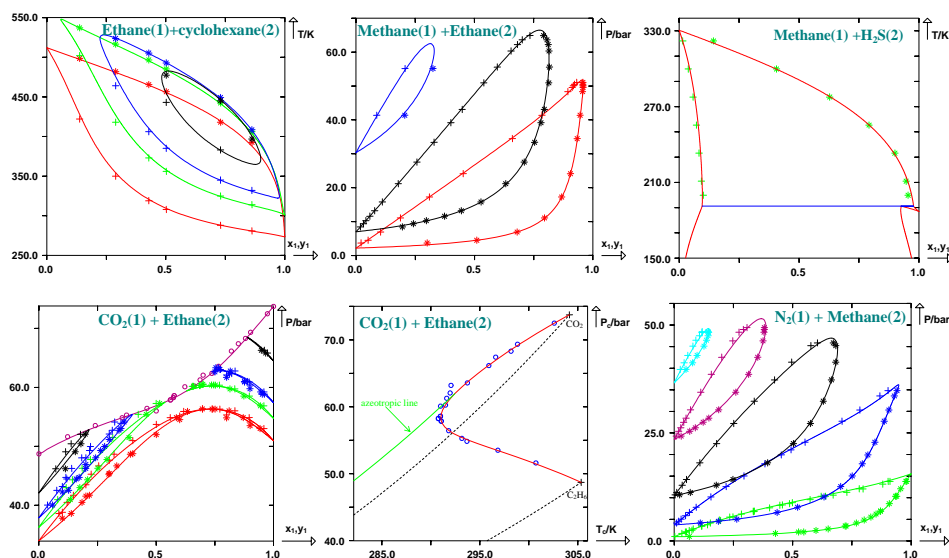 550.0
T/K
Ethane(1)+cyclohexane(2)
450.0
350.0
250.0
0.0
0.5
1.0
x₁,y₁
P/bar
Methane(1) +Ethane(2)
60.0
40.0
20.0
0.0
0.0
0.5
1.0
x₁,y₁
350.0
T/K
Methane(1) +H₂S(2)
270.0
190.0
150.0
0.0
0.5
1.0
x₁,y₁
P/bar
CO₂(1) + Ethane(2)
60.0
40.0
0.0
0.5
1.0
x₁,y₁
CO₂(1) + Ethane(2)
P꜀/bar
70.0
CO₂
60.0
azeotropic line
50.0
C₂H₆
40.0
285.0
295.0
305.0
T꜀/K
P/bar
N₂(1) + Methane(2)
50.0
25.0
0.0
0.0
0.5
1.0
x₁,y₁